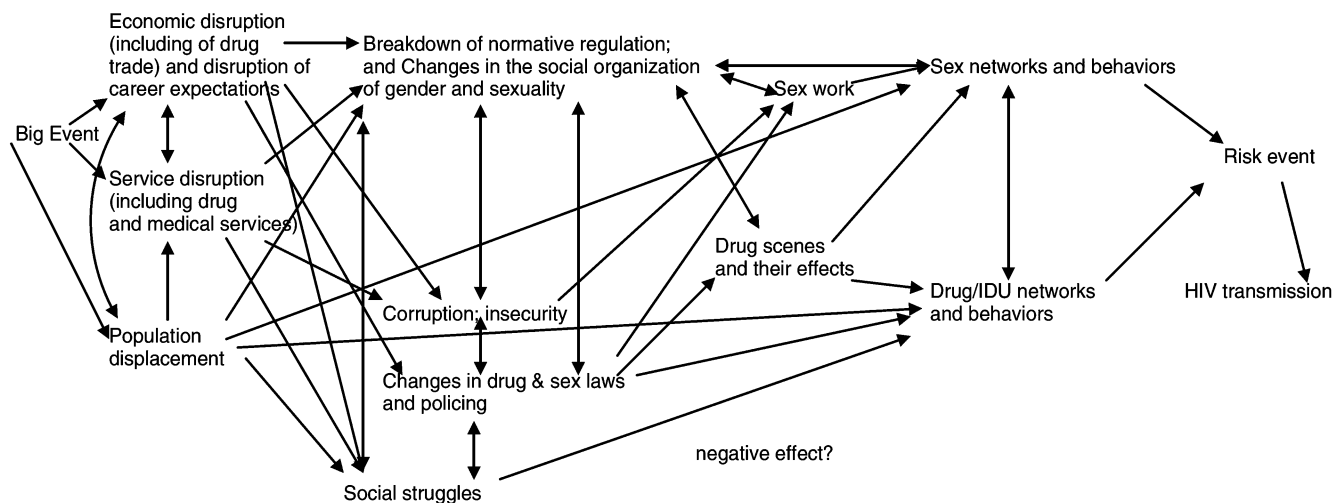 Economic disruption
(including of drug
trade) and disruption of
career expectations
Breakdown of normative regulation;
and Changes in the social organization
of gender and sexuality
Sex work
Sex networks and behaviors
Big Event
Risk event
Service disruption
(including drug
and medical services)
Drug scenes
and their effects
Drug/IDU networks
and behaviors
HIV transmission
Corruption; insecurity
Population
displacement
Changes in drug & sex laws
and policing
negative effect?
Social struggles